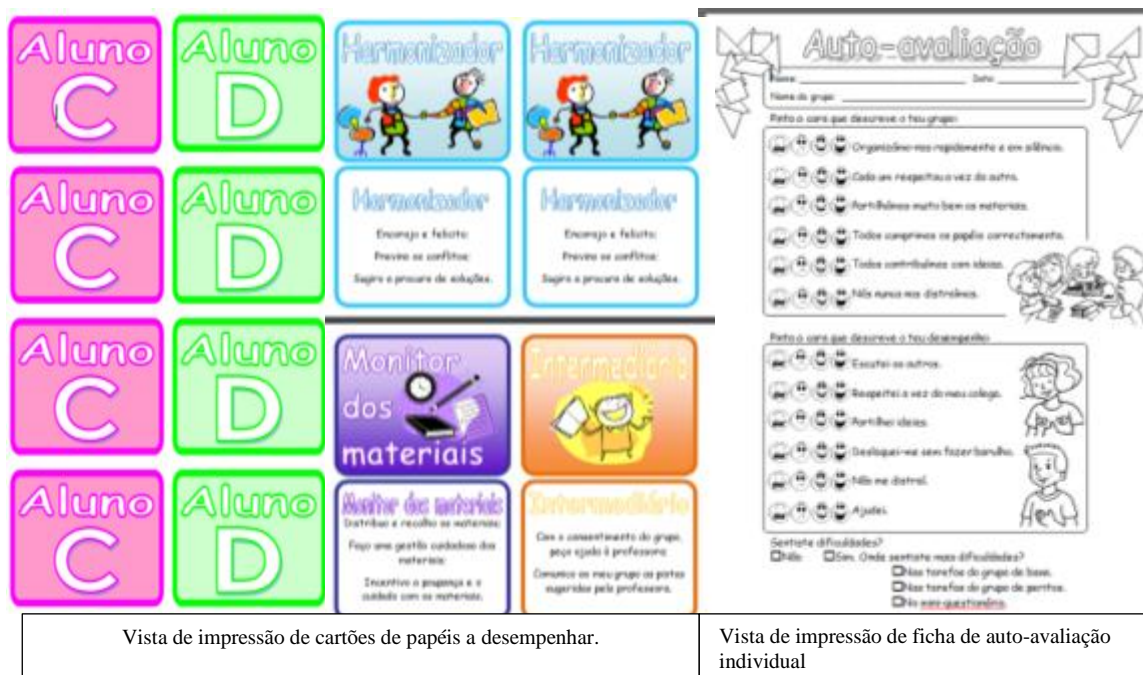 Aluno
C
Aluno
D
Aluno
C
Aluno
D
Aluno
C
Aluno
D
Aluno
C
Aluno
D
Harmonizador
Harmonizador
Harmonizador
Encorajo e felicito;
Previno os conflitos;
Sugiro a procura de soluções.
Harmonizador
Encorajo e felicito;
Previno os conflitos;
Sugiro a procura de soluções.
Monitor
dos
materiais
Intermediário
Monitor dos materiais
Distribuo e recolho os materiais;
Faço uma gestão cuidadosa dos
materiais;
Incentivo a poupança e o
cuidado com os materiais.
Intermediário
Com o consentimento do grupo,
peço ajuda à professora;
Comunico ao meu grupo as pistas
sugeridas pela professora.
Auto-avaliação
Nome: Data:
Nome do grupo:
Pinta a cara que descreve o teu grupo:
Organizámo-nos rapidamente e em silêncio.
Cada um respeitou a vez do outro.
Partilhámos muito bem os materiais.
Todos cumprimos os papéis correctamente.
Todos contribuímos com ideias.
Nós nunca nos distraímos.
Pinta a cara que descreve o teu desempenho:
Escutei os outros.
Respeitei a vez do meu colega.
Partilhei ideias.
Desloquei-me sem fazer barulho.
Não me distraí.
Ajudei.
Sentiste dificuldades?
Não Sim. Onde sentiste mais dificuldades?
Nas tarefas do grupo de base.
Nas tarefas do grupo de peritos.
No mini-questionário.
Vista de impressão de cartões de papéis a desempenhar.
Vista de impressão de ficha de auto-avaliação
individual